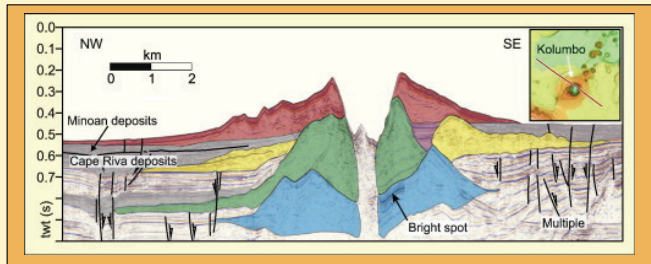 0.0
0.1
0.2
0.3
0.4
0.5
0.6
0.7
twt (s)
NW
km
0 1 2
SE
Kolumbo
Minoan deposits
Cape Riva deposits
Bright spot
Multiple